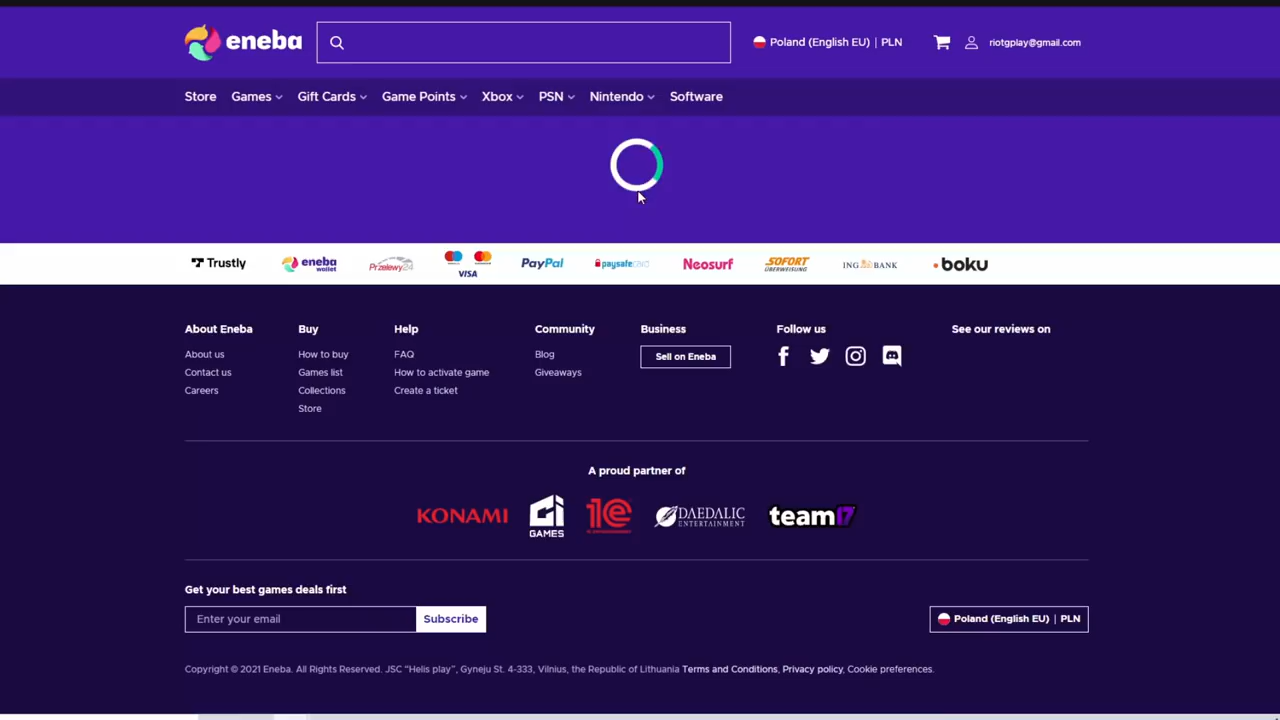 eneba
Poland (English EU) | PLN
riotgplay@gmail.com
Store Games Gift Cards Game Points Xbox PSN Nintendo Software
Trustly eneba wallet Przelewy24 VISA PayPal paysafecard Neosurf SOFORT ÜBERWEISUNG ING BANK boku
About Eneba
About us
Contact us
Careers
Buy
How to buy
Games list
Collections
Store
Help
FAQ
How to activate game
Create a ticket
Community
Blog
Giveaways
Business
Sell on Eneba
Follow us
See our reviews on
A proud partner of
KONAMI CI GAMES 1C DAEDALIC ENTERTAINMENT team17
Get your best games deals first
Enter your email Subscribe
Poland (English EU) | PLN
Copyright © 2021 Eneba. All Rights Reserved. JSC "Helis play", Gyneju St. 4-333, Vilnius, the Republic of Lithuania Terms and Conditions, Privacy policy, Cookie preferences.